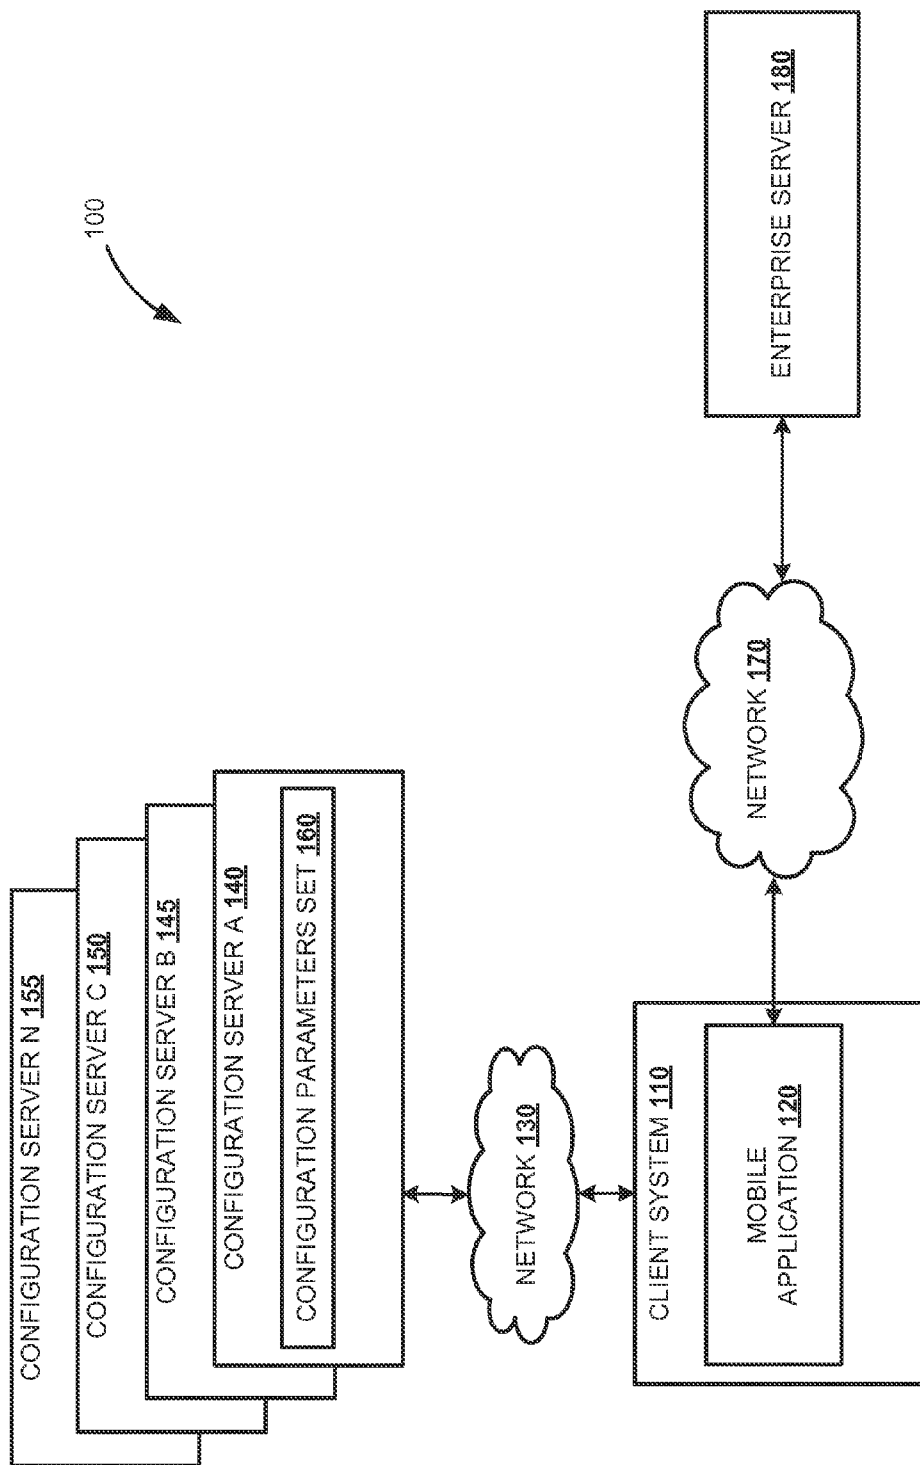 100
CONFIGURATION SERVER N 155
CONFIGURATION SERVER C 150
CONFIGURATION SERVER B 145
CONFIGURATION SERVER A 140
CONFIGURATION PARAMETERS SET 160
NETWORK 130
CLIENT SYSTEM 110
MOBILE
APPLICATION 120
NETWORK 170
ENTERPRISE SERVER 180